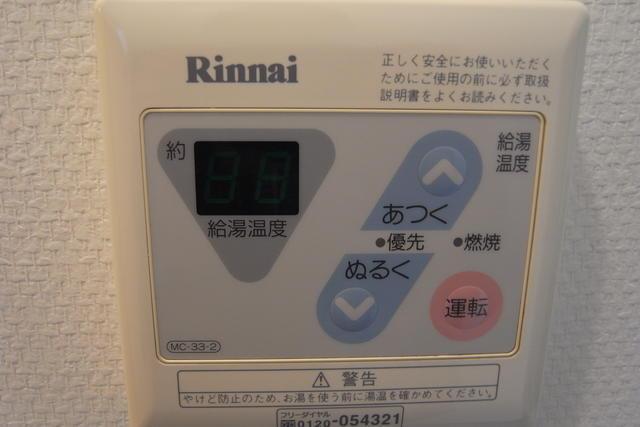 Rinnai
正しく安全にお使いいただく
ためにご使用の前に必ず取扱
説明書をよくお読みください。
約
給湯温度
給湯
温度
あつく
優先
燃焼
ぬるく
運転
MC-33-2
警告
やけど防止のため、お湯を使う前に湯温を確かめてください。
フリーダイヤル
0120-054321